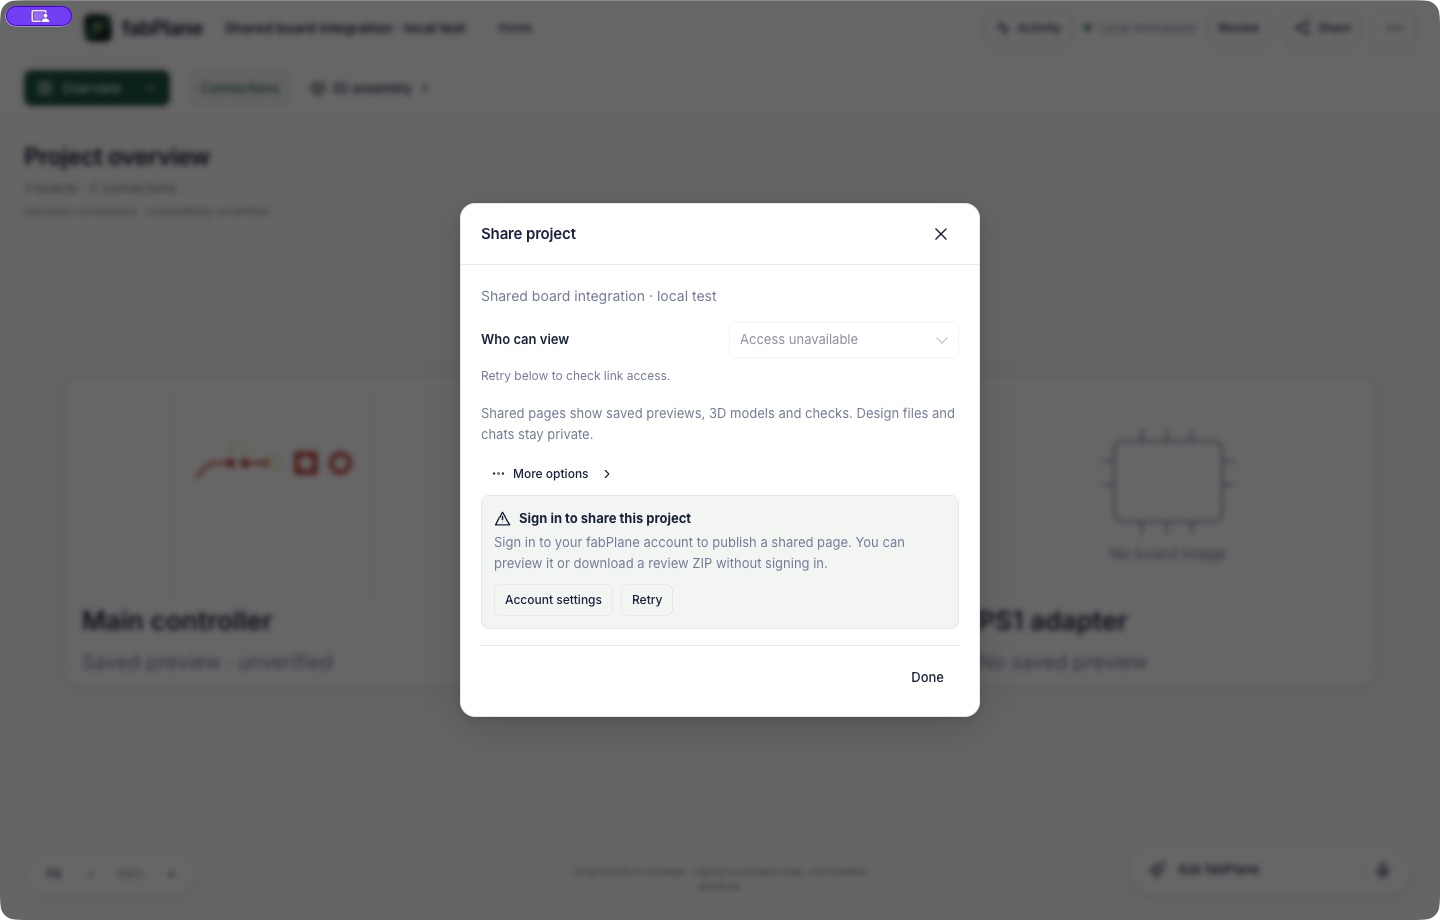 fabPlane
Shared board integration · local test
Home
Activity
Local workspace
Review
Share
Overview
Connections
3D assembly
Project overview
3 boards · 0 connections
Share project
Shared board integration · local test
Who can view
Access unavailable
Retry below to check link access.
Shared pages show saved previews, 3D models and checks. Design files and
chats stay private.
More options
Sign in to share this project
Sign in to your fabPlane account to publish a shared page. You can
preview it or download a review ZIP without signing in.
Account settings
Retry
Done
No board image
Main controller
Saved preview · unverified
PS1 adapter
No saved preview
Fit
Ask fabPlane